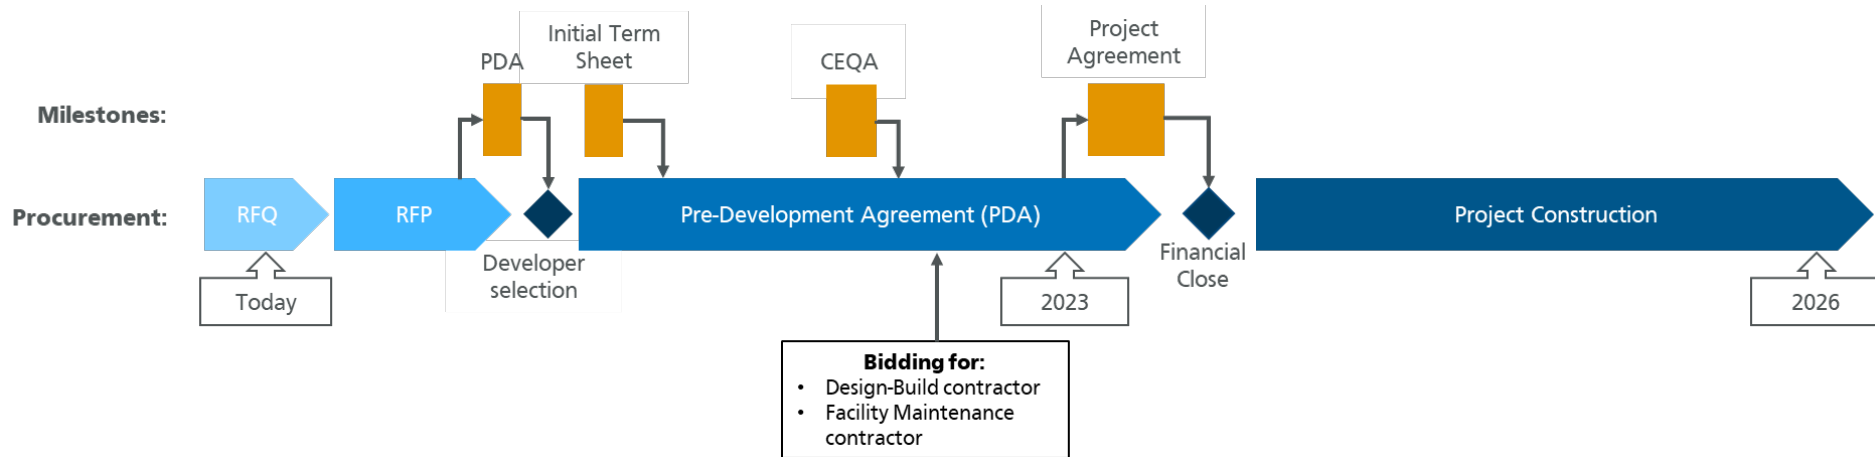 Initial Term
Sheet
Project
Agreement
PDA
CEQA
Milestones:
Procurement:
RFQ
RFP
Pre-Development Agreement (PDA)
Project Construction
Developer
selection
Financial
Close
Today
2023
2026
Bidding for:
• Design-Build contractor
• Facility Maintenance
contractor